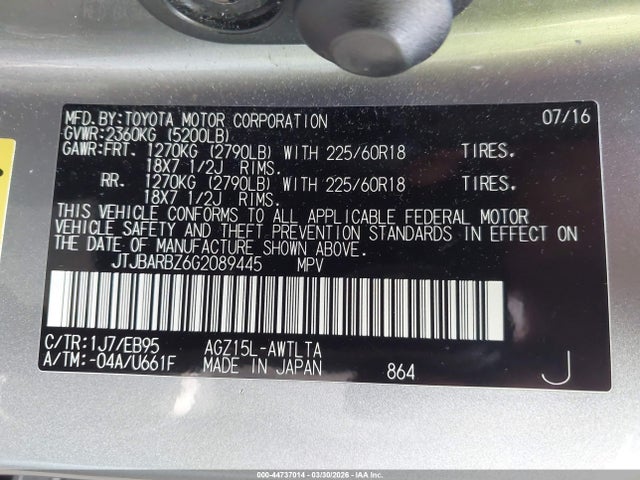 MFD.BY:TOYOTA MOTOR CORPORATION 07/16
GVWR:2360KG (5200LB)
GAWR:FRT. 1270KG (2790LB) WITH 225/60R18 TIRES.
18X7 1/2J RIMS.
RR. 1270KG (2790LB) WITH 225/60R18 TIRES.
18X7 1/2J RIMS.
THIS VEHICLE CONFORMS TO ALL APPLICABLE FEDERAL MOTOR
VEHICLE SAFETY AND THEFT PREVENTION STANDARDS IN EFFECT ON
THE DATE OF MANUFACTURE SHOWN ABOVE.
JTJBARBZ6G2089445 MPV
C/TR:1J7/EB95 AGZ15L-AWTLTA
A/TM:-04A/U661F MADE IN JAPAN 864 J
000-44737014 — 03/30/2026 — IAA, Inc.